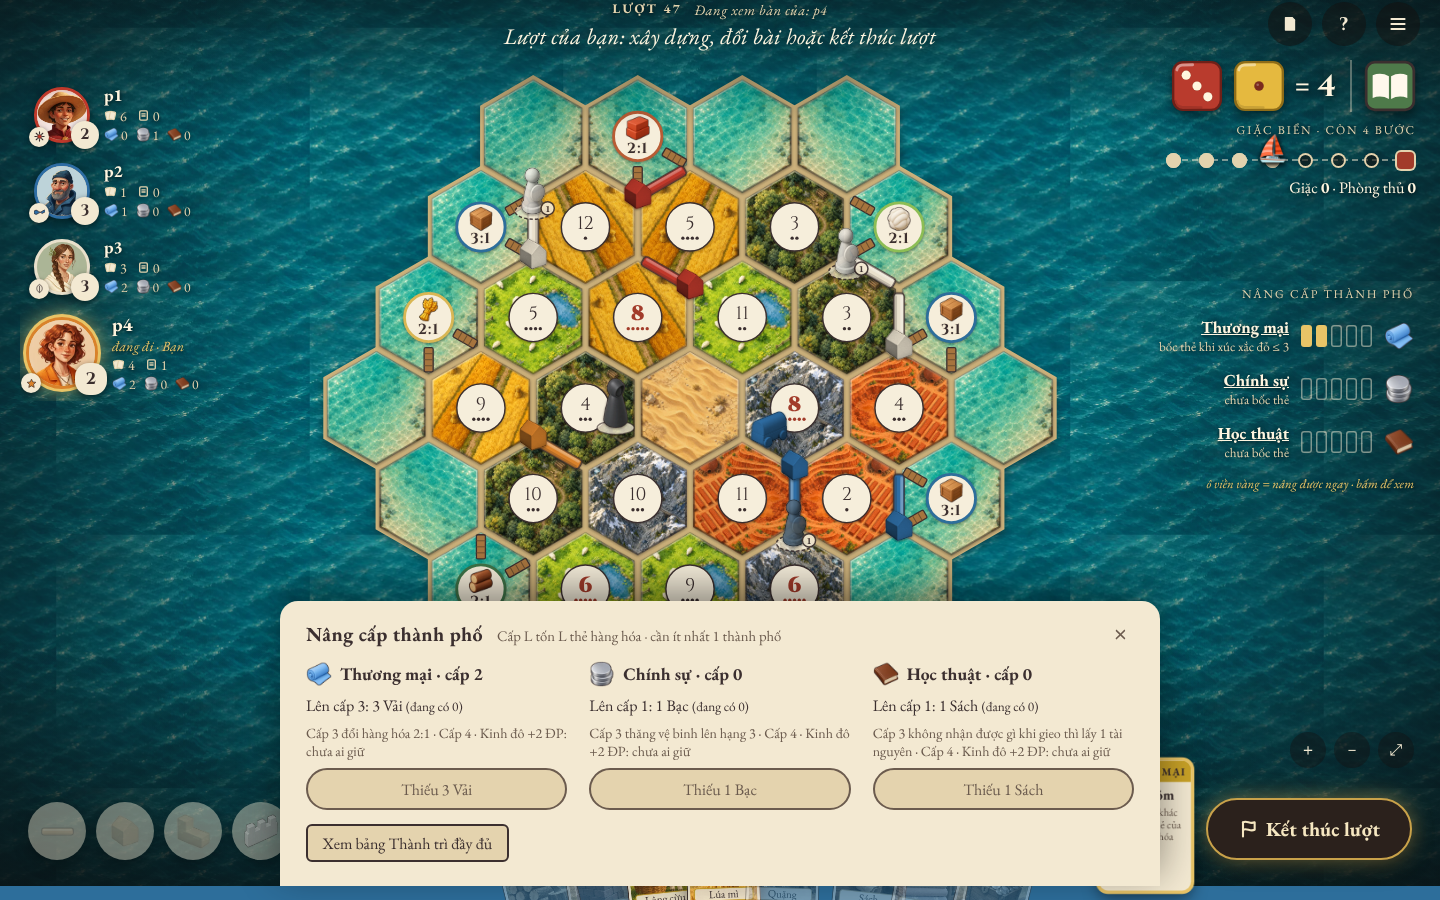 LƯỢT 47 Đang xem bàn của: p4
Lượt của bạn: xây dựng, đổi bài hoặc kết thúc lượt
?
p1
6 0
2
0 1 0
p2
1 0
3
1 0 0
p3
3 0
3
2 0 0
p4
đang đi · Bạn
4 1
2
2 0 0
= 4
GIẶC BIỂN · CÒN 4 BƯỚC
Giặc 0 · Phòng thủ 0
NÂNG CẤP THÀNH PHỐ
Thương mại
bốc thẻ khi xúc xắc đỏ ≤ 3
Chính sự
chưa bốc thẻ
Học thuật
chưa bốc thẻ
ô viền vàng = nâng được ngay · bấm để xem
2:1
3:1
1
12
5
3
2:1
1
2:1
5
8
11
3
3:1
9
4
8
4
10
10
11
2
3:1
1
2:1
6
9
6
Nâng cấp thành phố Cấp L tốn L thẻ hàng hóa · cần ít nhất 1 thành phố
Thương mại · cấp 2
Lên cấp 3: 3 Vải (đang có 0)
Cấp 3 đổi hàng hóa 2:1 · Cấp 4 · Kinh đô +2 ĐP:
chưa ai giữ
Thiếu 3 Vải
Chính sự · cấp 0
Lên cấp 1: 1 Bạc (đang có 0)
Cấp 3 thăng vệ binh lên hạng 3 · Cấp 4 · Kinh đô
+2 ĐP: chưa ai giữ
Thiếu 1 Bạc
Học thuật · cấp 0
Lên cấp 1: 1 Sách (đang có 0)
Cấp 3 không nhận được gì khi gieo thì lấy 1 tài
nguyên · Cấp 4 · Kinh đô +2 ĐP: chưa ai giữ
Thiếu 1 Sách
Xem bảng Thành trì đầy đủ
MẠI
Kết thúc lượt
Lông cừu
Lúa mì
Quặng
Sách